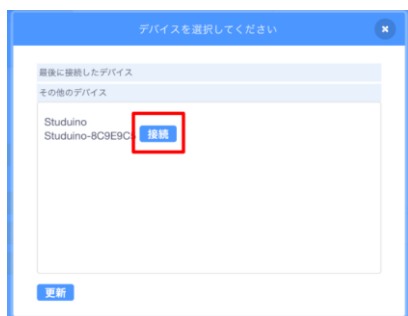 デバイスを選択してください
最後に接続したデバイス
その他のデバイス
Studuino
Studuino-8C9E9C
接続
更新